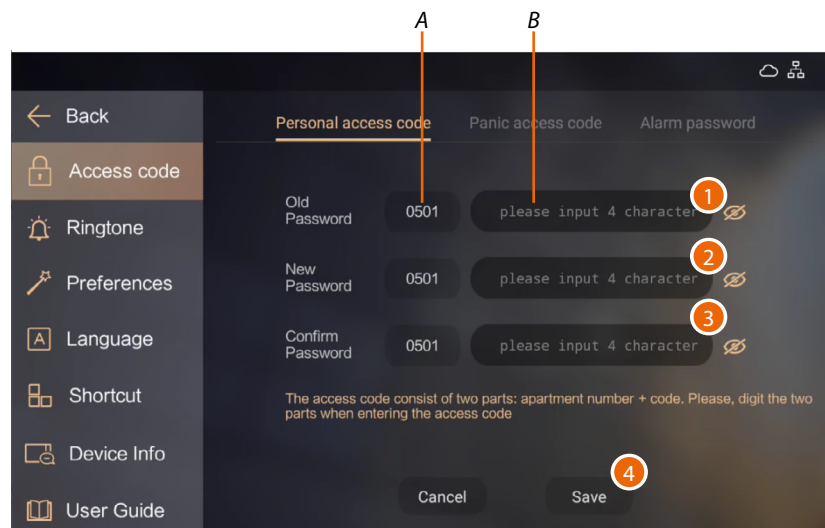 A B
Back
Personal access code Panic access code Alarm password
Access code
Old
Password
0501 please input 4 character 1
Ringtone
2
New
Password
0501 please input 4 character
Preferences
3
Confirm
Password
0501 please input 4 character
A Language
Shortcut
The access code consist of two parts: apartment number + code. Please, digit the two
parts when entering the access code
Device Info
4
Cancel Save
User Guide